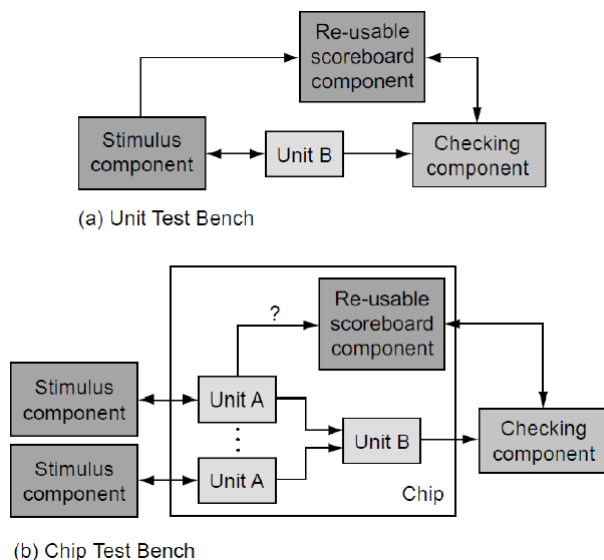 Re-usable
scoreboard
component
Stimulus
component
Unit B
Checking
component
(a) Unit Test Bench
?
Re-usable
scoreboard
component
Stimulus
component
Unit A
Unit B
Checking
component
Stimulus
component
Unit A
Chip
(b) Chip Test Bench